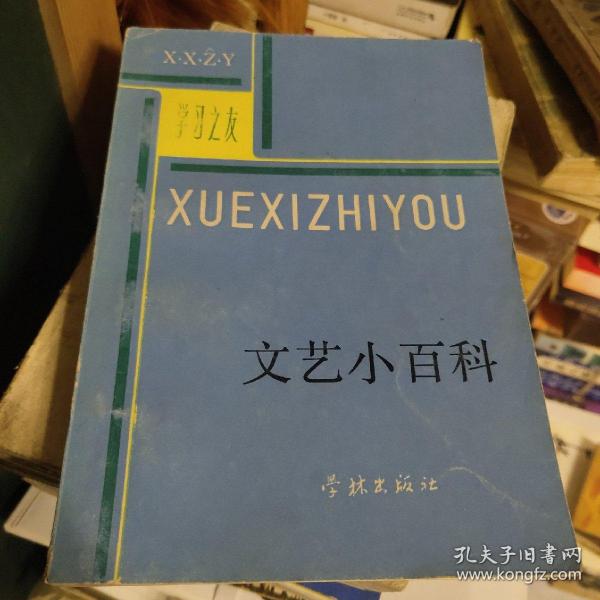 X·X·Ẑ·Y
学习之友
XUEXIZHIYOU
文艺小百科
学林出版社
孔夫子旧书网
www.kongfz.com